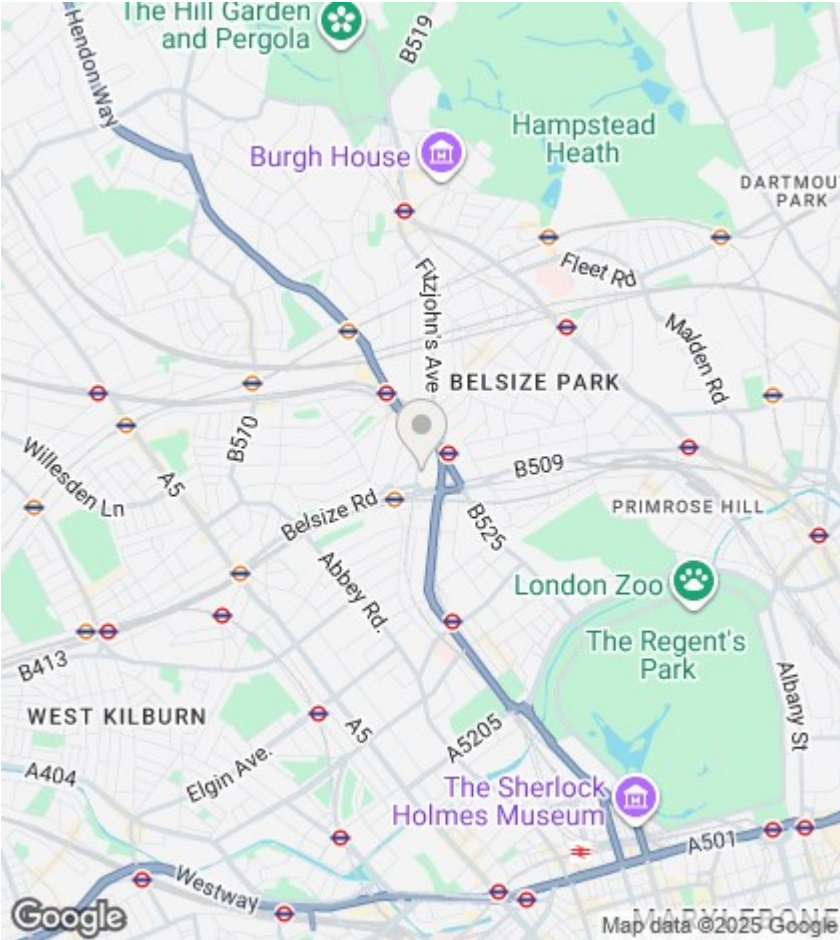 The Hill Garden
and Pergola
B519
Hendon Way
Burgh House
Hampstead
Heath
DARTMOU
PARK
Fleet Rd
Fitzjohn's Ave
Malden Rd
BELSIZE PARK
B510
Willesden Ln
A5
B509
Belsize Rd
B525
PRIMROSE HILL
Abbey Rd.
London Zoo
The Regent's
Park
B413
Albany St
WEST KILBURN
A5
A5205
A404
Elgin Ave.
The Sherlock
Holmes Museum
A501
Westway
MARYLEBONE
Google
Map data ©2025 Google